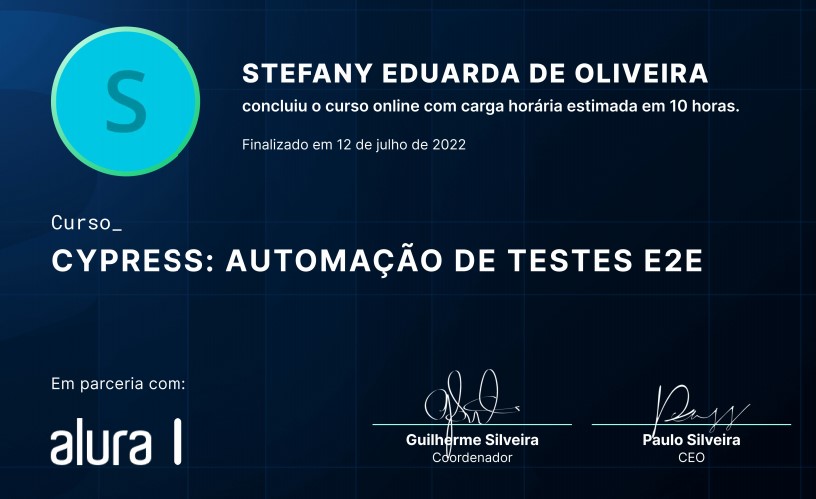 S
STEFANY EDUARDA DE OLIVEIRA
concluiu o curso online com carga horária estimada em 10 horas.
Finalizado em 12 de julho de 2022
Curso_
CYPRESS: AUTOMAÇÃO DE TESTES E2E
Em parceria com:
alura
Guilherme Silveira
Coordenador
Paulo Silveira
CEO